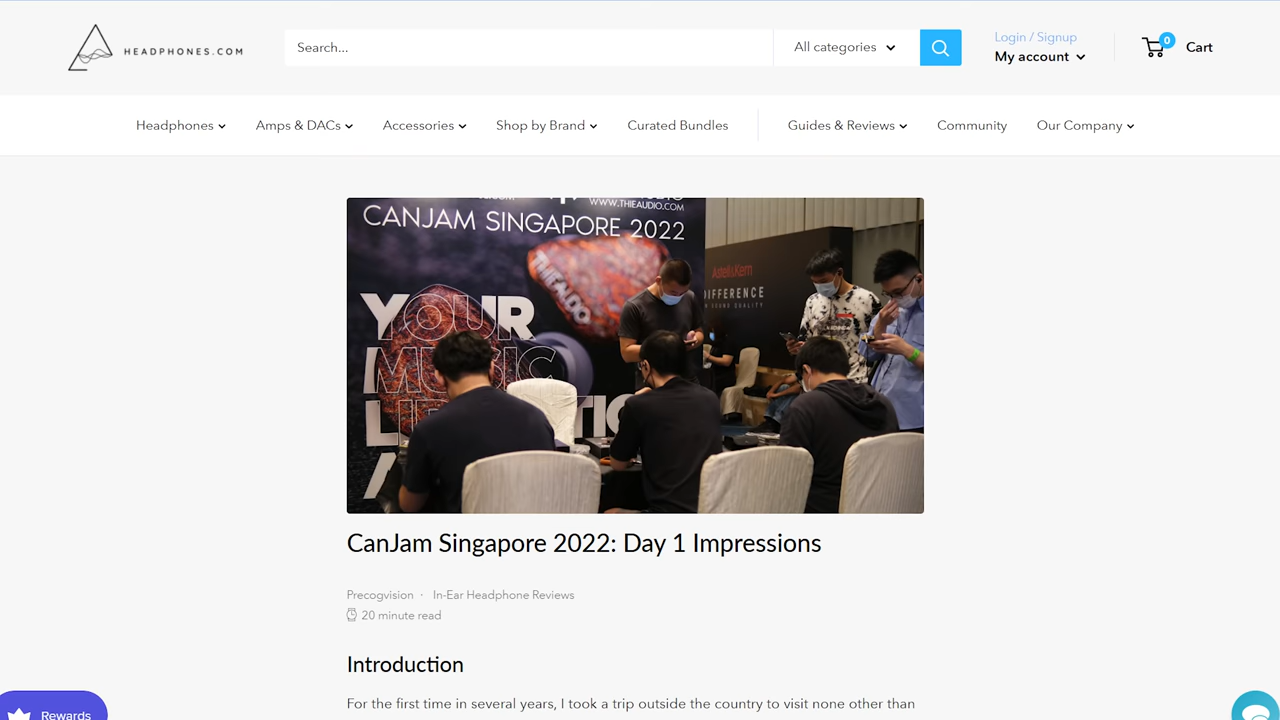 HEADPHONES.COM
Search...
All categories
Login / Signup
My account
0
Cart
Headphones
Amps & DACs
Accessories
Shop by Brand
Curated Bundles
Guides & Reviews
Community
Our Company
WWW.THIEAUDIO.COM
CANJAM SINGAPORE 2022
THIEAUDIO
Astell&Kern
DIFFERENCE
YOUR
MUSIC
CanJam Singapore 2022: Day 1 Impressions
Precogvision · In-Ear Headphone Reviews
20 minute read
Introduction
For the first time in several years, I took a trip outside the country to visit none other than
Rewards